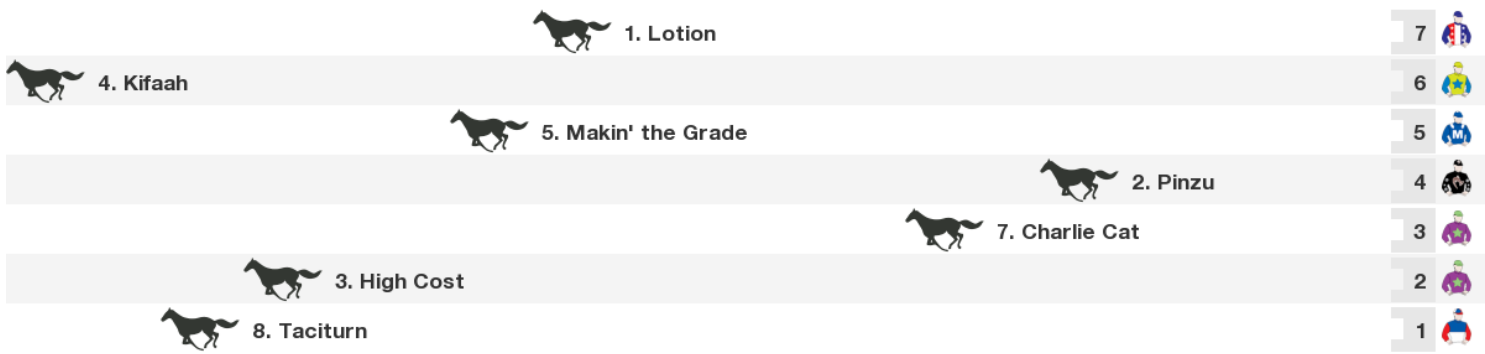 1. Lotion 7
4. Kifaah 6
5. Makin' the Grade 5 M
2. Pinzu 4
7. Charlie Cat 3
3. High Cost 2
8. Taciturn 1